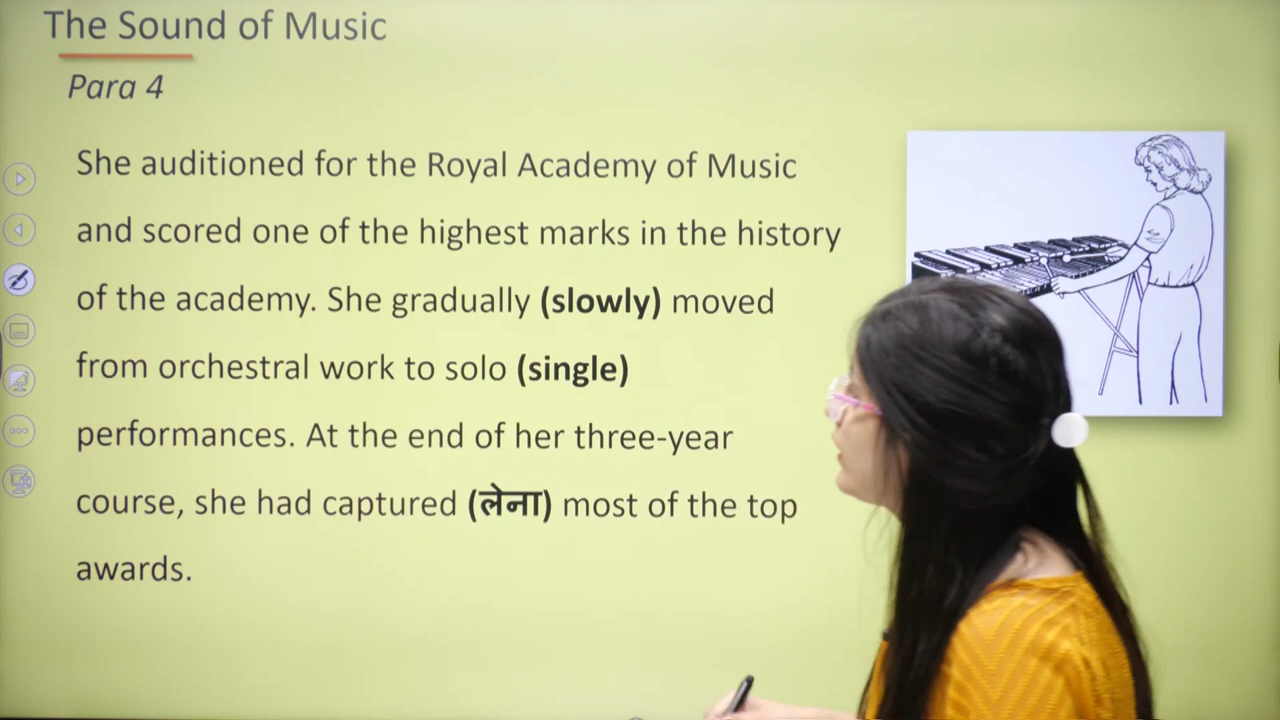 The Sound of Music
Para 4
She auditioned for the Royal Academy of Music
and scored one of the highest marks in the history
of the academy. She gradually (slowly) moved
from orchestral work to solo (single)
performances. At the end of her three-year
course, she had captured (लेना) most of the top
awards.